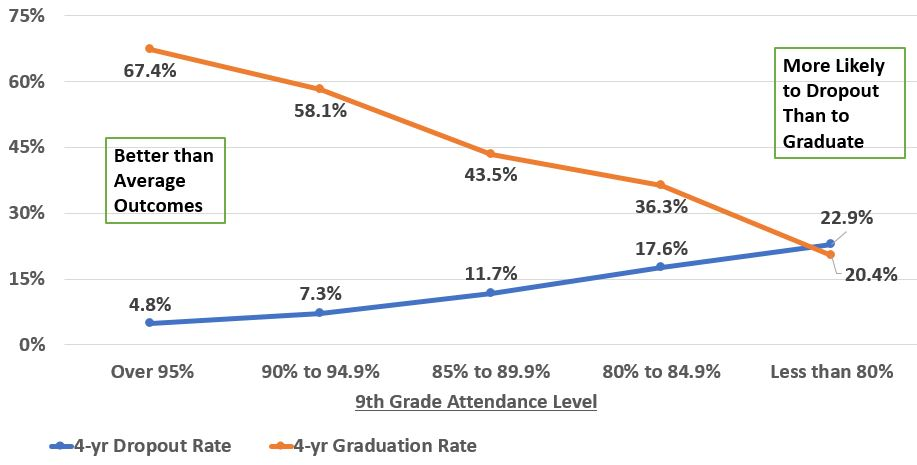 75%
60%
45%
30%
15%
0%
67.4%
58.1%
43.5%
36.3%
20.4%
4.8%
7.3%
11.7%
17.6%
22.9%
Better than
Average
Outcomes
More Likely
to Dropout
Than to
Graduate
Over 95%
90% to 94.9%
85% to 89.9%
80% to 84.9%
Less than 80%
9th Grade Attendance Level
4-yr Dropout Rate
4-yr Graduation Rate